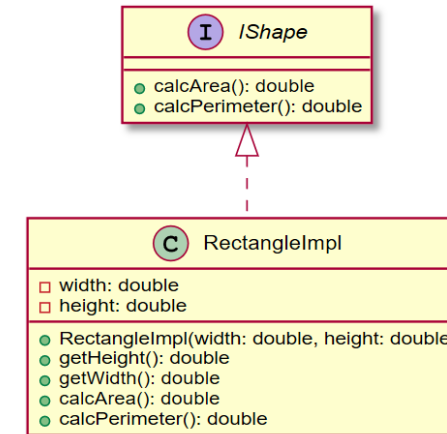 I IShape
calcArea(): double
calcPerimeter(): double
C RectangleImpl
width: double
height: double
RectangleImpl(width: double, height: double
getHeight(): double
getWidth(): double
calcArea(): double
calcPerimeter(): double